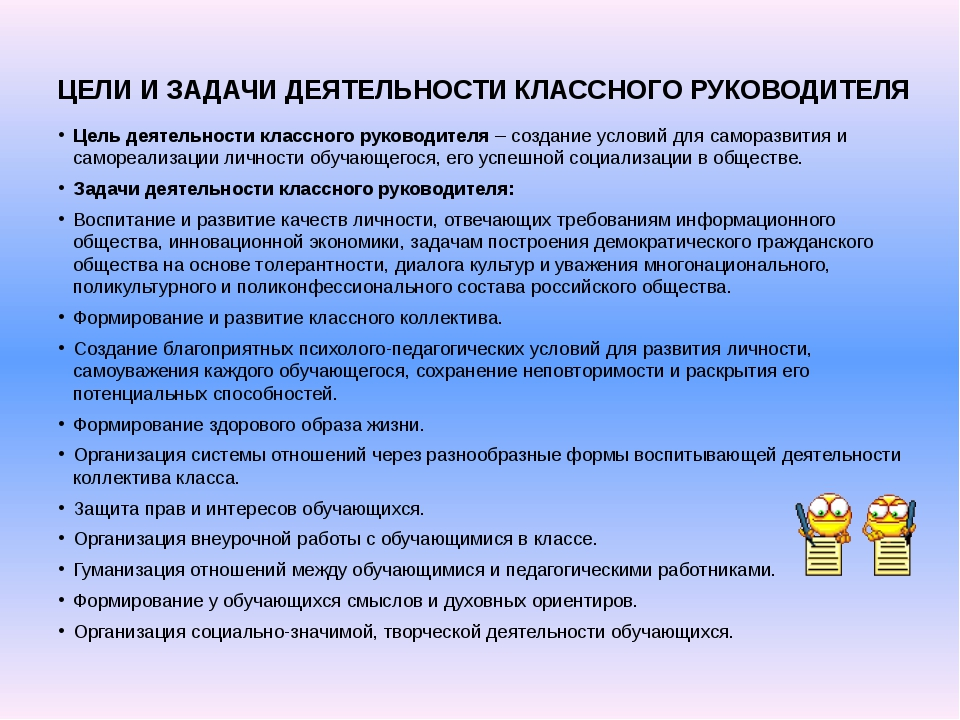 ЦЕЛИ И ЗАДАЧИ ДЕЯТЕЛЬНОСТИ КЛАССНОГО РУКОВОДИТЕЛЯ
• Цель деятельности классного руководителя – создание условий для саморазвития и
самореализации личности обучающегося, его успешной социализации в обществе.
• Задачи деятельности классного руководителя:
• Воспитание и развитие качеств личности, отвечающих требованиям информационного
общества, инновационной экономики, задачам построения демократического гражданского
общества на основе толерантности, диалога культур и уважения многонационального,
поликультурного и поликонфессионального состава российского общества.
• Формирование и развитие классного коллектива.
• Создание благоприятных психолого-педагогических условий для развития личности,
самоуважения каждого обучающегося, сохранение неповторимости и раскрытия его
потенциальных способностей.
• Формирование здорового образа жизни.
• Организация системы отношений через разнообразные формы воспитывающей деятельности
коллектива класса.
• Защита прав и интересов обучающихся.
• Организация внеурочной работы с обучающимися в классе.
• Гуманизация отношений между обучающимися и педагогическими работниками.
• Формирование у обучающихся смыслов и духовных ориентиров.
• Организация социально-значимой, творческой деятельности обучающихся.